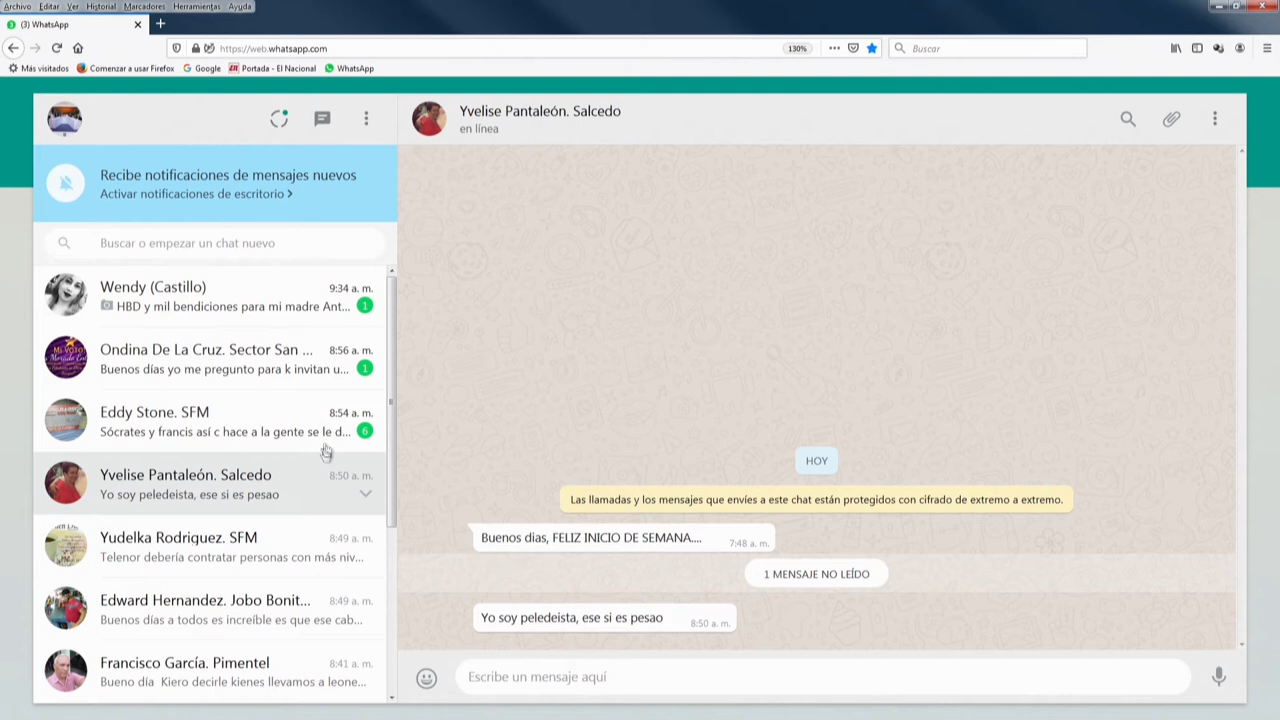 Archivo Editar Ver Historial Marcadores Herramientas Ayuda
(3) WhatsApp
https://web.whatsapp.com
130%
Buscar
Más visitados Comenzar a usar Firefox Google Portada - El Nacional WhatsApp
Recibe notificaciones de mensajes nuevos
Activar notificaciones de escritorio
Buscar o empezar un chat nuevo
Wendy (Castillo) 9:34 a. m.
HBD y mil bendiciones para mi madre Ant... 1
Ondina De La Cruz. Sector San ... 8:56 a. m.
Buenos días yo me pregunto para k invitan u... 1
Eddy Stone. SFM 8:54 a. m.
Sócrates y francis así c hace a la gente se le d... 6
Yvelise Pantaleón. Salcedo 8:50 a. m.
Yo soy peledeista, ese si es pesao
Yudelka Rodriguez. SFM 8:49 a. m.
Telenor debería contratar personas con más niv...
Edward Hernandez. Jobo Bonit... 8:49 a. m.
Buenos días a todos es increíble es que ese cab...
Francisco García. Pimentel 8:41 a. m.
Bueno día Kiero decirle kienes llevamos a leone...
Yvelise Pantaleón. Salcedo
en línea
HOY
Las llamadas y los mensajes que envíes a este chat están protegidos con cifrado de extremo a extremo.
Buenos dias, FELIZ INICIO DE SEMANA.... 7:48 a. m.
1 MENSAJE NO LEÍDO
Yo soy peledeista, ese si es pesao 8:50 a. m.
Escribe un mensaje aquí